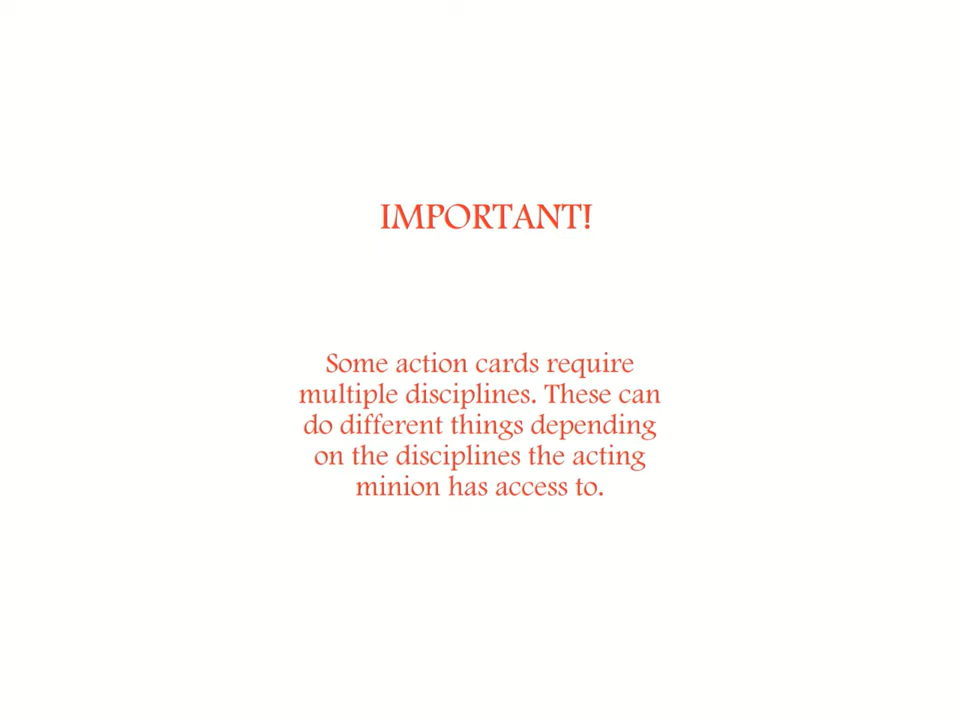 IMPORTANT!
Some action cards require
multiple disciplines. These can
do different things depending
on the disciplines the acting
minion has access to.